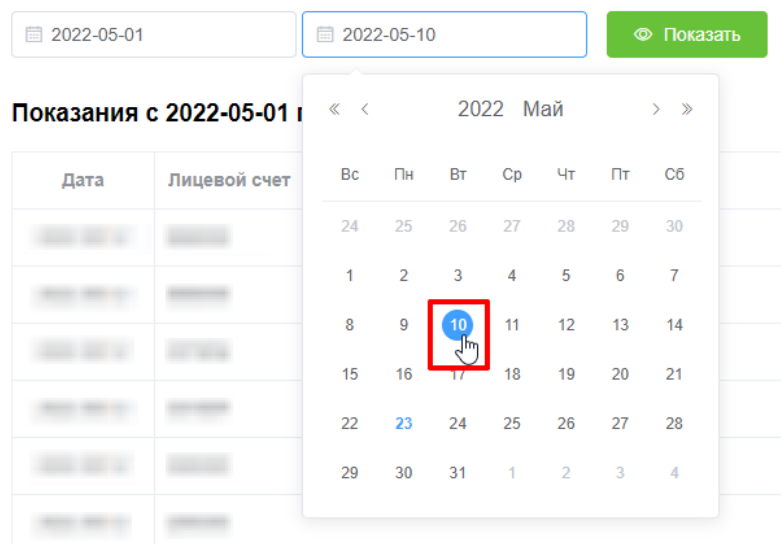 2022-05-01 2022-05-10 Показать
Показания с 2022-05-01
« < 2022 Май > »
Дата Лицевой счет
Вс Пн Вт Ср Чт Пт Сб
24 25 26 27 28 29 30
1 2 3 4 5 6 7
8 9 10 11 12 13 14
15 16 17 18 19 20 21
22 23 24 25 26 27 28
29 30 31 1 2 3 4